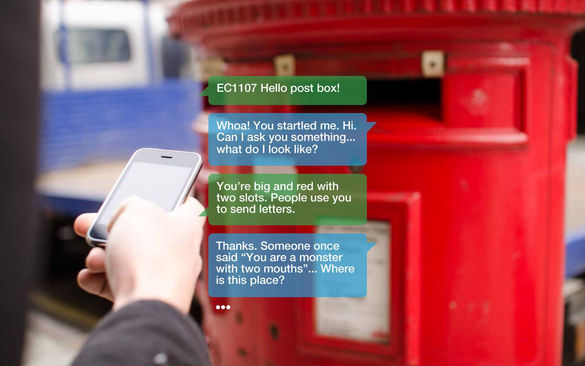 EC1107 Hello post box!
Whoa! You startled me. Hi.
Can I ask you something...
what do I look like?
You’re big and red with
two slots. People use you
to send letters.
Thanks. Someone once
said “You are a monster
with two mouths”... Where
is this place?